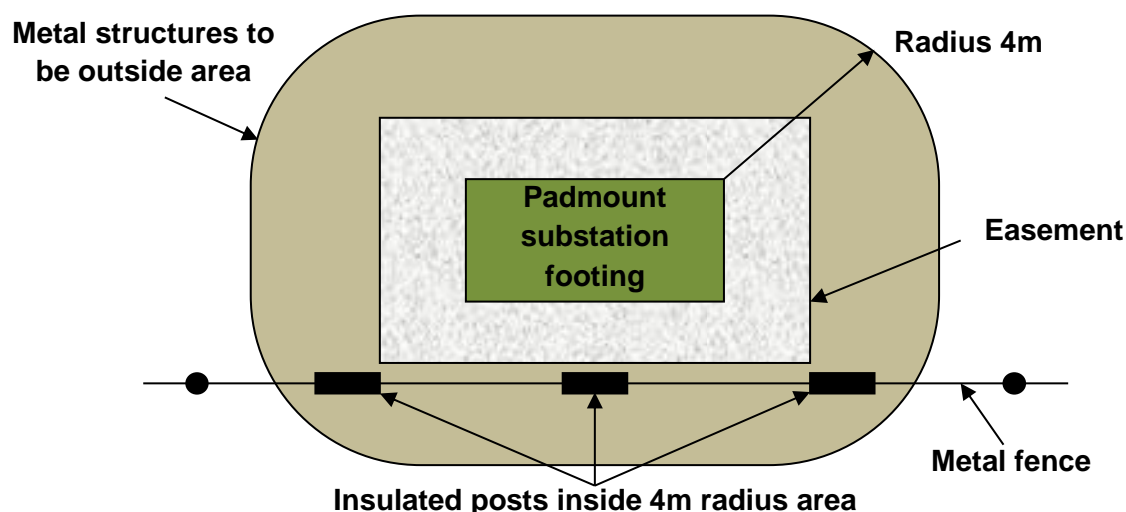 Metal structures to
be outside area
Radius 4m
Padmount
substation
footing
Easement
Metal fence
Insulated posts inside 4m radius area